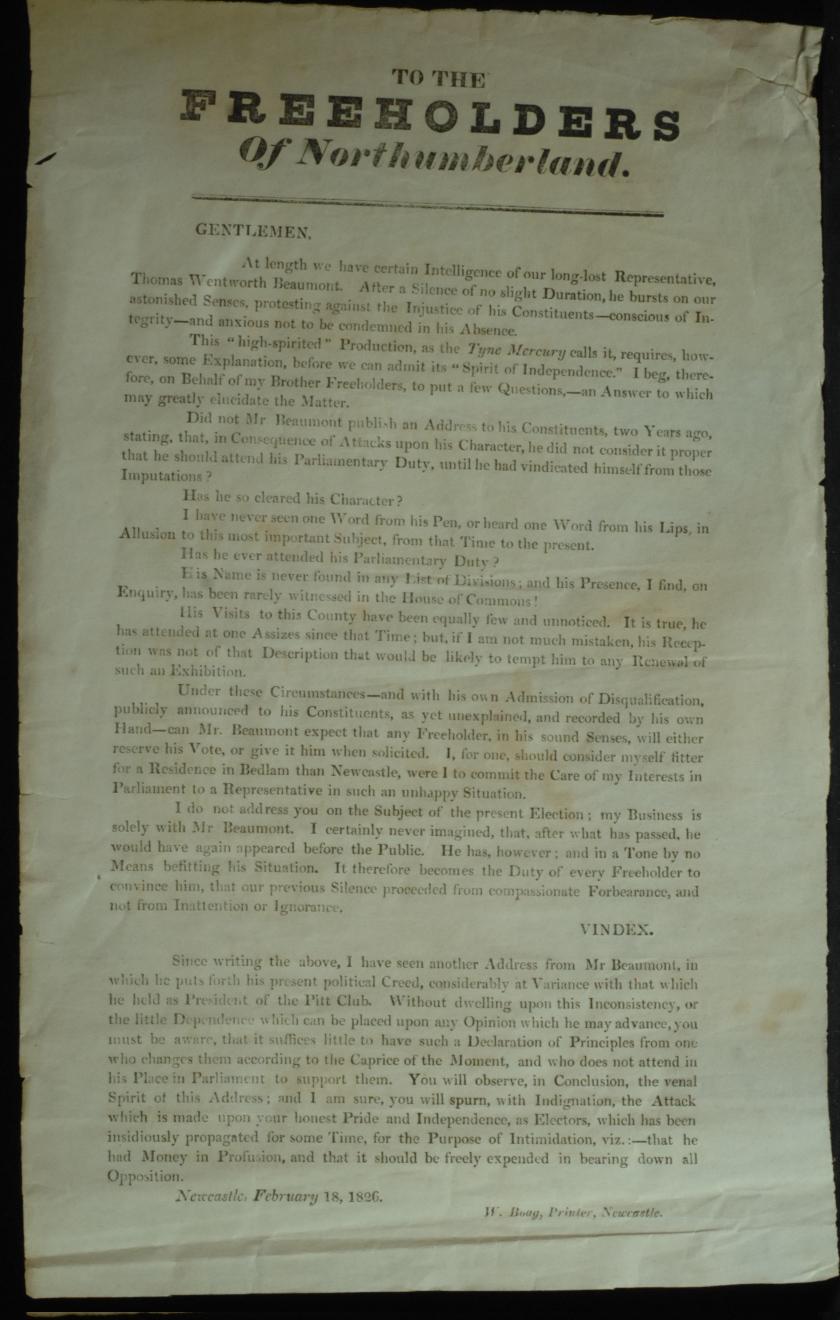 TO THE
FREEHOLDERS
Of Northumberland.
GENTLEMEN,
At length we have certain Intelligence of our long-lost Representative,
Thomas Wentworth Beaumont. After a Silence of no slight Duration, he bursts on our
astonished Senses, protesting against the Injustice of his Constituents—conscious of In-
tegrity—and anxious not to be condemned in his Absence.
This "high-spirited" Production, as the Tyne Mercury calls it, requires, how-
ever, some Explanation, before we can admit its "Spirit of Independence." I beg, there-
fore, on Behalf of my Brother Freeholders, to put a few Questions,—an Answer to which
may greatly elucidate the Matter.
Did not Mr Beaumont publish an Address to his Constituents, two Years ago,
stating, that, in Consequence of Attacks upon his Character, he did not consider it proper
that he should attend his Parliamentary Duty, until he had vindicated himself from those
Imputations?
Has he so cleared his Character?
I have never seen one Word from his Pen, or heard one Word from his Lips, in
Allusion to this most important Subject, from that Time to the present.
Has he ever attended his Parliamentary Duty?
His Name is never found in any List of Divisions; and his Presence, I find, on
Enquiry, has been rarely witnessed in the House of Commons!
His Visits to this County have been equally few and unnoticed. It is true, he
has attended at one Assizes since that Time; but, if I am not much mistaken, his Recep-
tion was not of that Description that would be likely to tempt him to any Renewal of
such an Exhibition.
Under these Circumstances—and with his own Admission of Disqualification,
publicly announced to his Constituents, as yet unexplained, and recorded by his own
Hand—can Mr. Beaumont expect that any Freeholder, in his sound Senses, will either
reserve his Vote, or give it him when solicited. I, for one, should consider myself fitter
for a Residence in Bedlam than Newcastle, were I to commit the Care of my Interests in
Parliament to a Representative in such an unhappy Situation.
I do not address you on the Subject of the present Election; my Business is
solely with Mr Beaumont. I certainly never imagined, that, after what has passed, he
would have again appeared before the Public. He has, however; and in a Tone by no
Means befitting his Situation. It therefore becomes the Duty of every Freeholder to
convince him, that our previous Silence proceeded from compassionate Forbearance, and
not from Inattention or Ignorance.
VINDEX.
Since writing the above, I have seen another Address from Mr Beaumont, in
which he puts forth his present political Creed, considerably at Variance with that which
he held as President of the Pitt Club. Without dwelling upon this Inconsistency, or
the little Dependence which can be placed upon any Opinion which he may advance, you
must be aware, that it suffices little to have such a Declaration of Principles from one
who changes them according to the Caprice of the Moment, and who does not attend in
his Place in Parliament to support them. You will observe, in Conclusion, the venal
Spirit of this Address; and I am sure, you will spurn, with Indignation, the Attack
which is made upon your honest Pride and Independence, as Electors, which has been
insidiously propagated for some Time, for the Purpose of Intimidation, viz.:—that he
had Money in Profusion, and that it should be freely expended in bearing down all
Opposition.
Newcastle, February 18, 1826.
W. Boag, Printer, Newcastle.